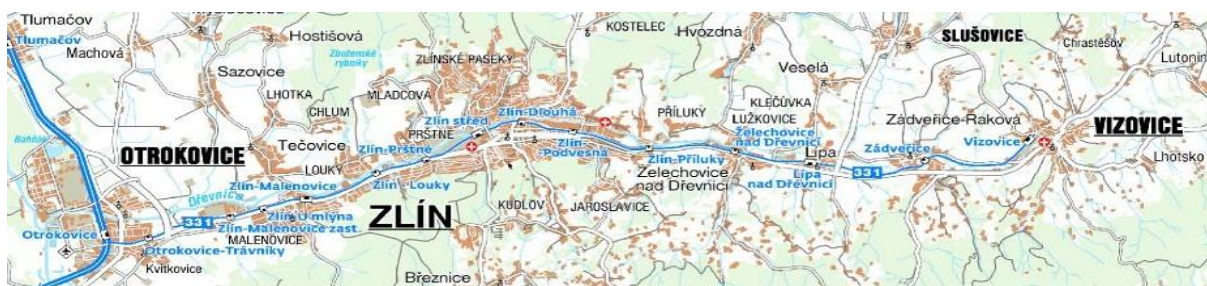 Tlumačov
Tlumačov
Machová
Hostišová
Zboženské
rybníky
Sazovice
LHOTKA
CHLUM
MLADCOVÁ
ZLÍNSKÉ PASEKY
KOSTELEC
Hvozdná
SLUŠOVICE
Chrastěšov
Lutonin
Veselá
KLEČŮVKA
LUŽKOVICE
PŘÍLUKY
Zlín-Dlouhá
Zlín střed
PRŠTNÉ
Tečovice
OTROKOVICE
Bahňák
LOUKY
Zlín-Prštné
Zlín-
Podvesná
Želechovice
nad Dřevnicí
Zádveřice-Raková
VIZOVICE
Vizovice
Zádveřice
Lípa
Lhotsko
Zlín-Příluky
Želechovice
nad Dřevnicí
Lípa
nad Dřevnicí
331
Zlín-Malenovice
Zlín-Louky
Dřevnice
331
ZLÍN
KUDLOV
JAROSLAVICE
Zlín-U mlýna
Zlín-Malenovice zast.
MALENOVICE
Otrokovice
Otrokovice-Trávníky
Kvítkovice
Březnice